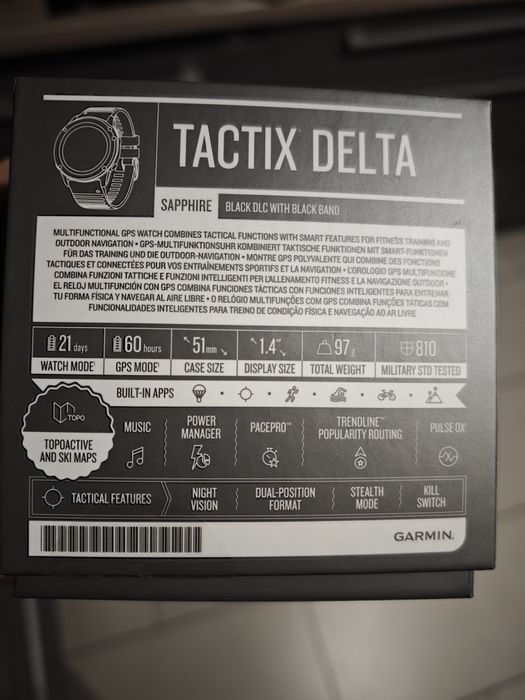 TACTIX® DELTA
SAPPHIRE BLACK DLC WITH BLACK BAND
MULTIFUNCTIONAL GPS WATCH COMBINES TACTICAL FUNCTIONS WITH SMART FEATURES FOR FITNESS TRAINING AND
OUTDOOR NAVIGATION • GPS-MULTIFUNKTIONSUHR KOMBINIERT TAKTISCHE FUNKTIONEN MIT SMART-FUNKTIONEN
FÜR DAS TRAINING UND DIE OUTDOOR-NAVIGATION • MONTRE GPS POLYVALENTE QUI COMBINE DES FONCTIONS
TACTIQUES ET CONNECTÉES POUR VOS ENTRAÎNEMENTS SPORTIFS ET LA NAVIGATION • L'OROLOGIO GPS MULTIFUNZIONE
COMBINA FUNZIONI TATTICHE E FUNZIONI INTELLIGENTI PER L'ALLENAMENTO FITNESS E LA NAVIGAZIONE OUTDOOR •
EL RELOJ MULTIFUNCIÓN CON GPS COMBINA FUNCIONES TÁCTICAS CON FUNCIONES INTELIGENTES PARA ENTRENAR
TU FORMA FÍSICA Y NAVEGAR AL AIRE LIBRE • O RELÓGIO MULTIFUNÇÕES COM GPS COMBINA FUNÇÕES TÁTICAS COM
FUNCIONALIDADES INTELIGENTES PARA TREINO DE CONDIÇÃO FÍSICA E NAVEGAÇÃO AO AR LIVRE
21 days 60 hours 51mm 1.4" 97g 810
WATCH MODE¹ GPS MODE¹ CASE SIZE DISPLAY SIZE TOTAL WEIGHT MILITARY STD TESTED
BUILT-IN APPS
TOPO
TOPOACTIVE
AND SKI MAPS
MUSIC
POWER
MANAGER
PACEPRO™
TRENDLINE™
POPULARITY ROUTING
PULSE OX²
TACTICAL FEATURES
NIGHT
VISION
DUAL-POSITION
FORMAT
STEALTH
MODE
KILL
SWITCH
GARMIN.